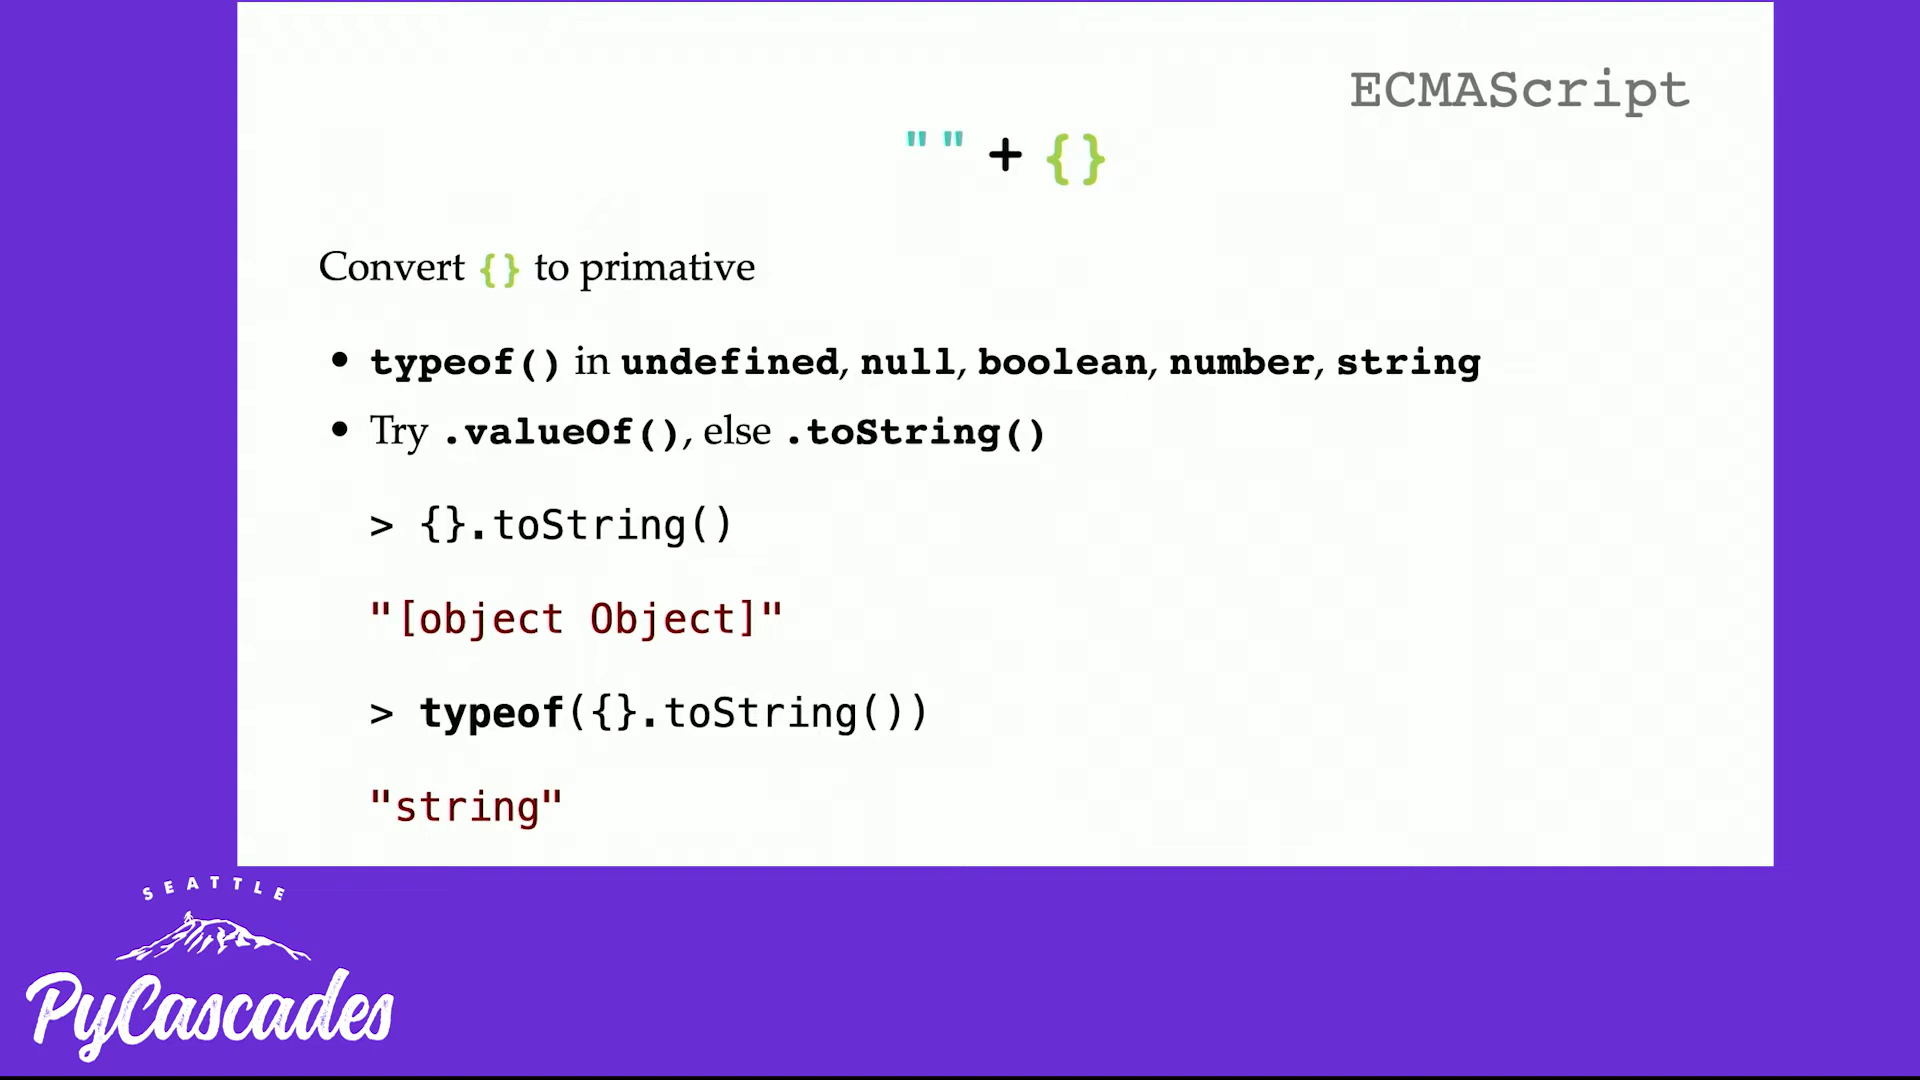 ECMAScript
"" + {}
Convert {} to primative
• typeof() in undefined, null, boolean, number, string
• Try .valueOf(), else .toString()
> {}.toString()
"[object Object]"
> typeof({}.toString())
"string"
SEATTLE
PyCascades